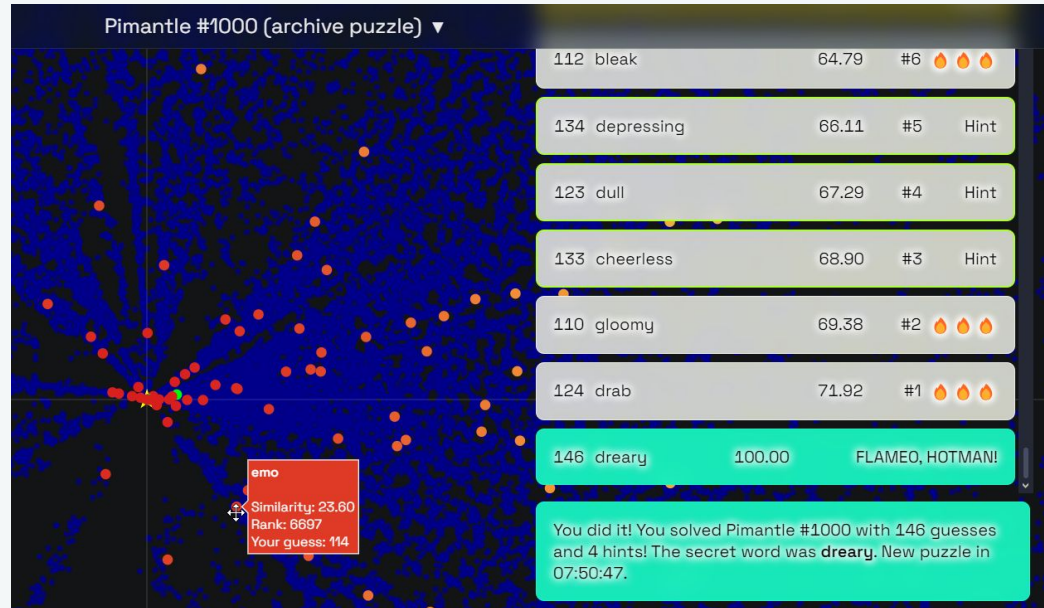 Pimantle #1000 (archive puzzle) ▼
112 bleak 64.79 #6 🔥🔥🔥
134 depressing 66.11 #5 Hint
123 dull 67.29 #4 Hint
133 cheerless 68.90 #3 Hint
110 gloomy 69.38 #2 🔥🔥🔥
124 drab 71.92 #1 🔥🔥🔥
146 dreary 100.00 FLAMEO, HOTMAN!
emo
Similarity: 23.60
Rank: 6697
Your guess: 114
You did it! You solved Pimantle #1000 with 146 guesses
and 4 hints! The secret word was dreary. New puzzle in
07:50:47.